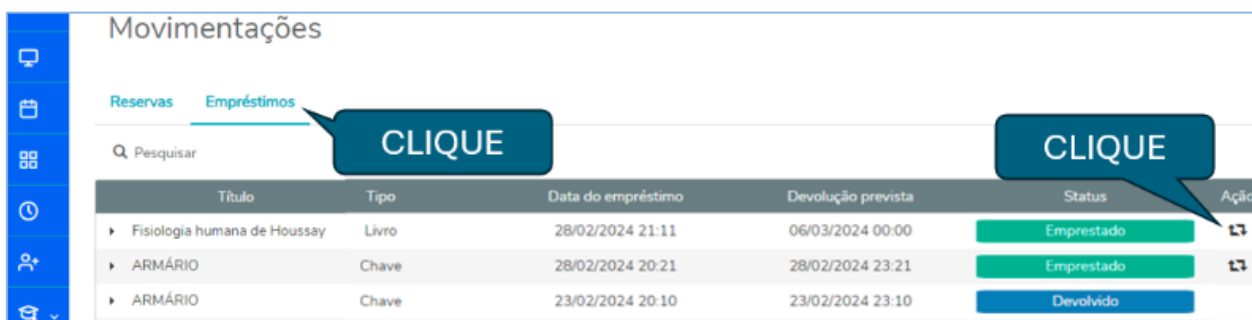 Movimentações
Reservas Empréstimos
CLIQUE
CLIQUE
Pesquisar
Título Tipo Data do empréstimo Devolução prevista Status Ação
Fisiologia humana de Houssay Livro 28/02/2024 21:11 06/03/2024 00:00 Emprestado
ARMÁRIO Chave 28/02/2024 20:21 28/02/2024 23:21 Emprestado
ARMÁRIO Chave 23/02/2024 20:10 23/02/2024 23:10 Devolvido